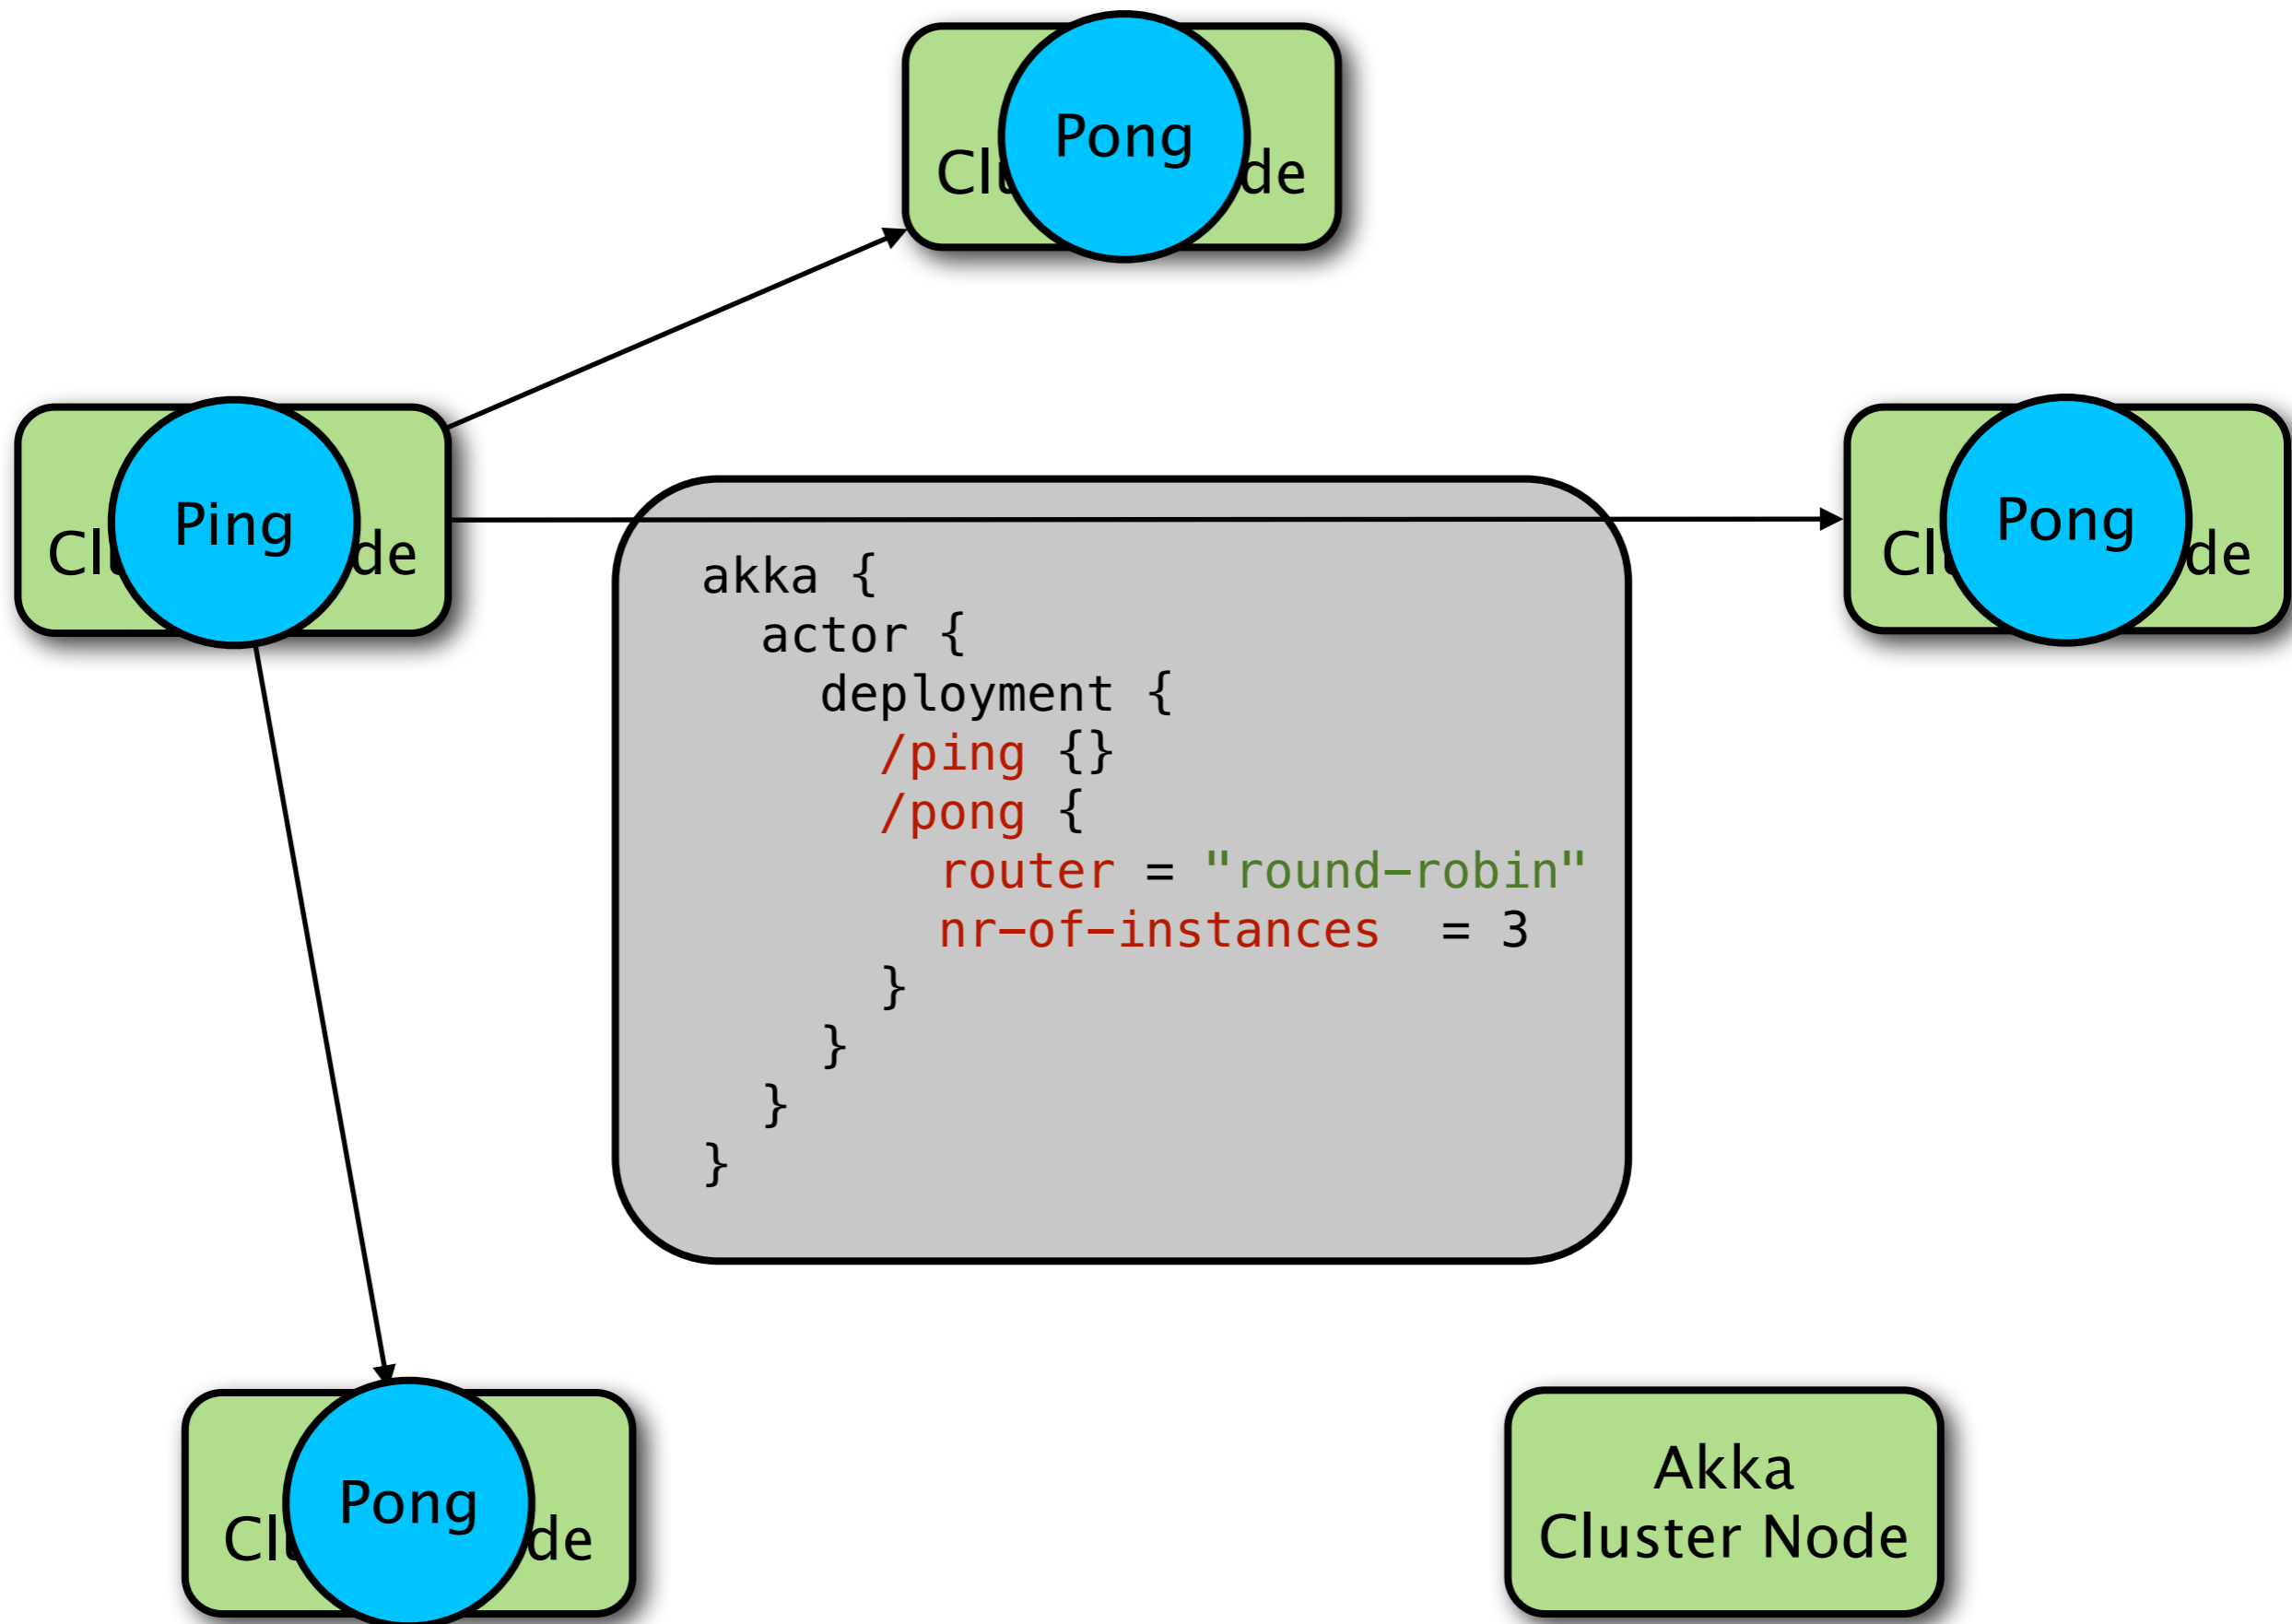 Pong
Ping
Pong
akka {
  actor {
    deployment {
      /ping {}
      /pong {
        router = "round-robin"
        nr-of-instances  = 3
      }
    }
  }
}
Pong
Akka
Cluster Node